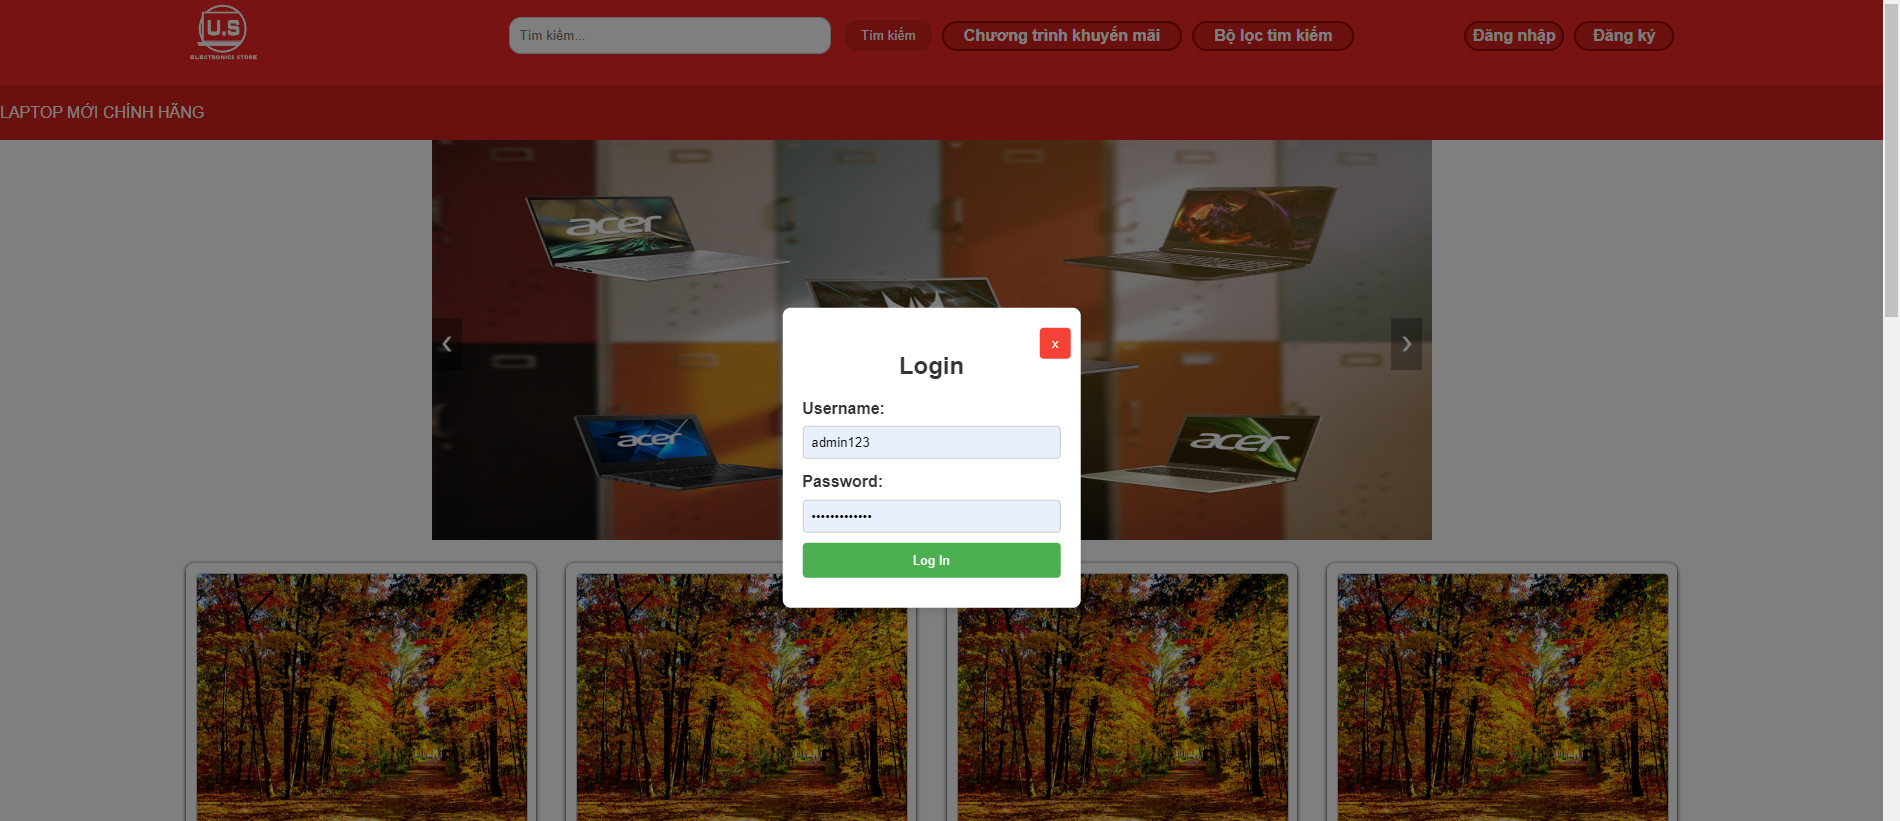 U.S
ELECTRONICS STORE
Tìm kiếm...
Tìm kiếm
Chương trình khuyến mãi
Bộ lọc tìm kiếm
Đăng nhập
Đăng ký
LAPTOP MỚI CHÍNH HÃNG
acer
acer
acer
‹
›
x
Login
Username:
admin123
Password:
•••••••••••••
Log In